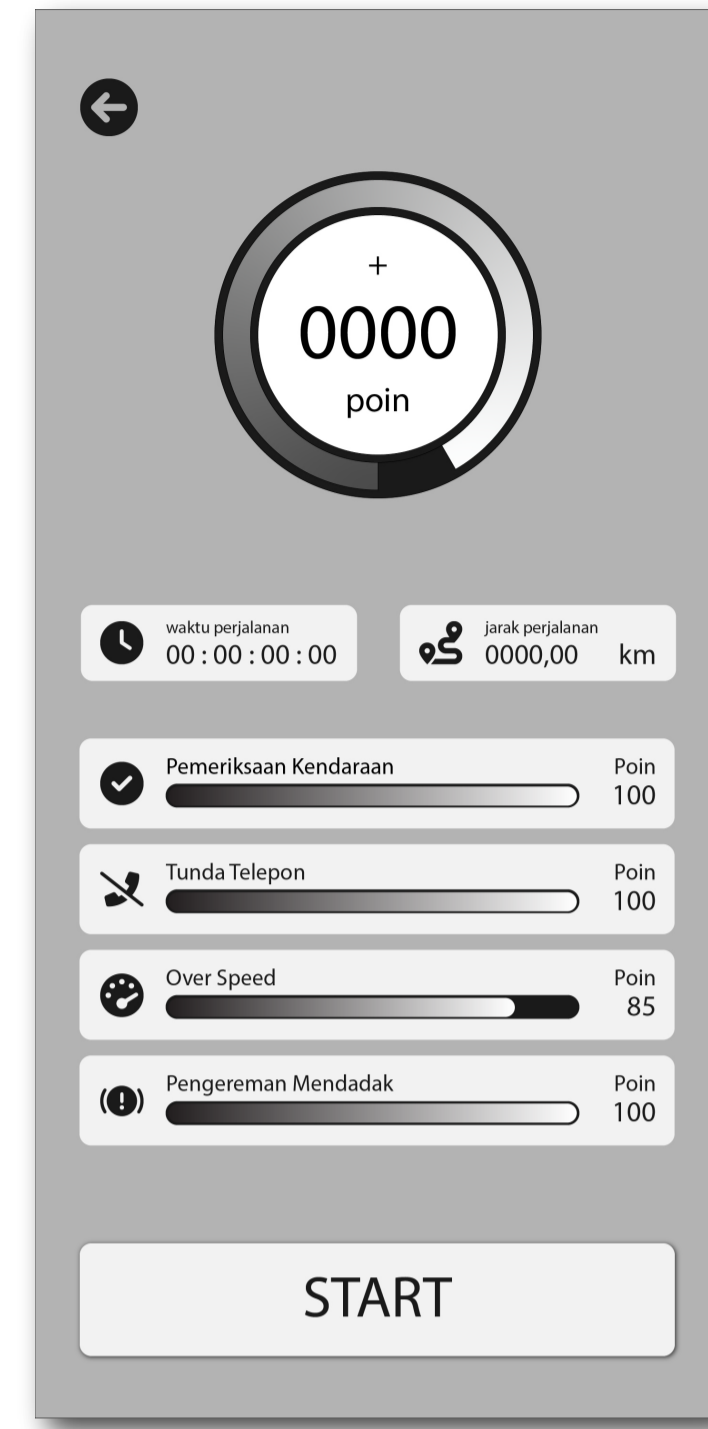 +
0000
poin
waktu perjalanan
00 : 00 : 00 : 00
jarak perjalanan
0000,00 km
Pemeriksaan Kendaraan
Poin
100
Tunda Telepon
Poin
100
Over Speed
Poin
85
Pengereman Mendadak
Poin
100
START